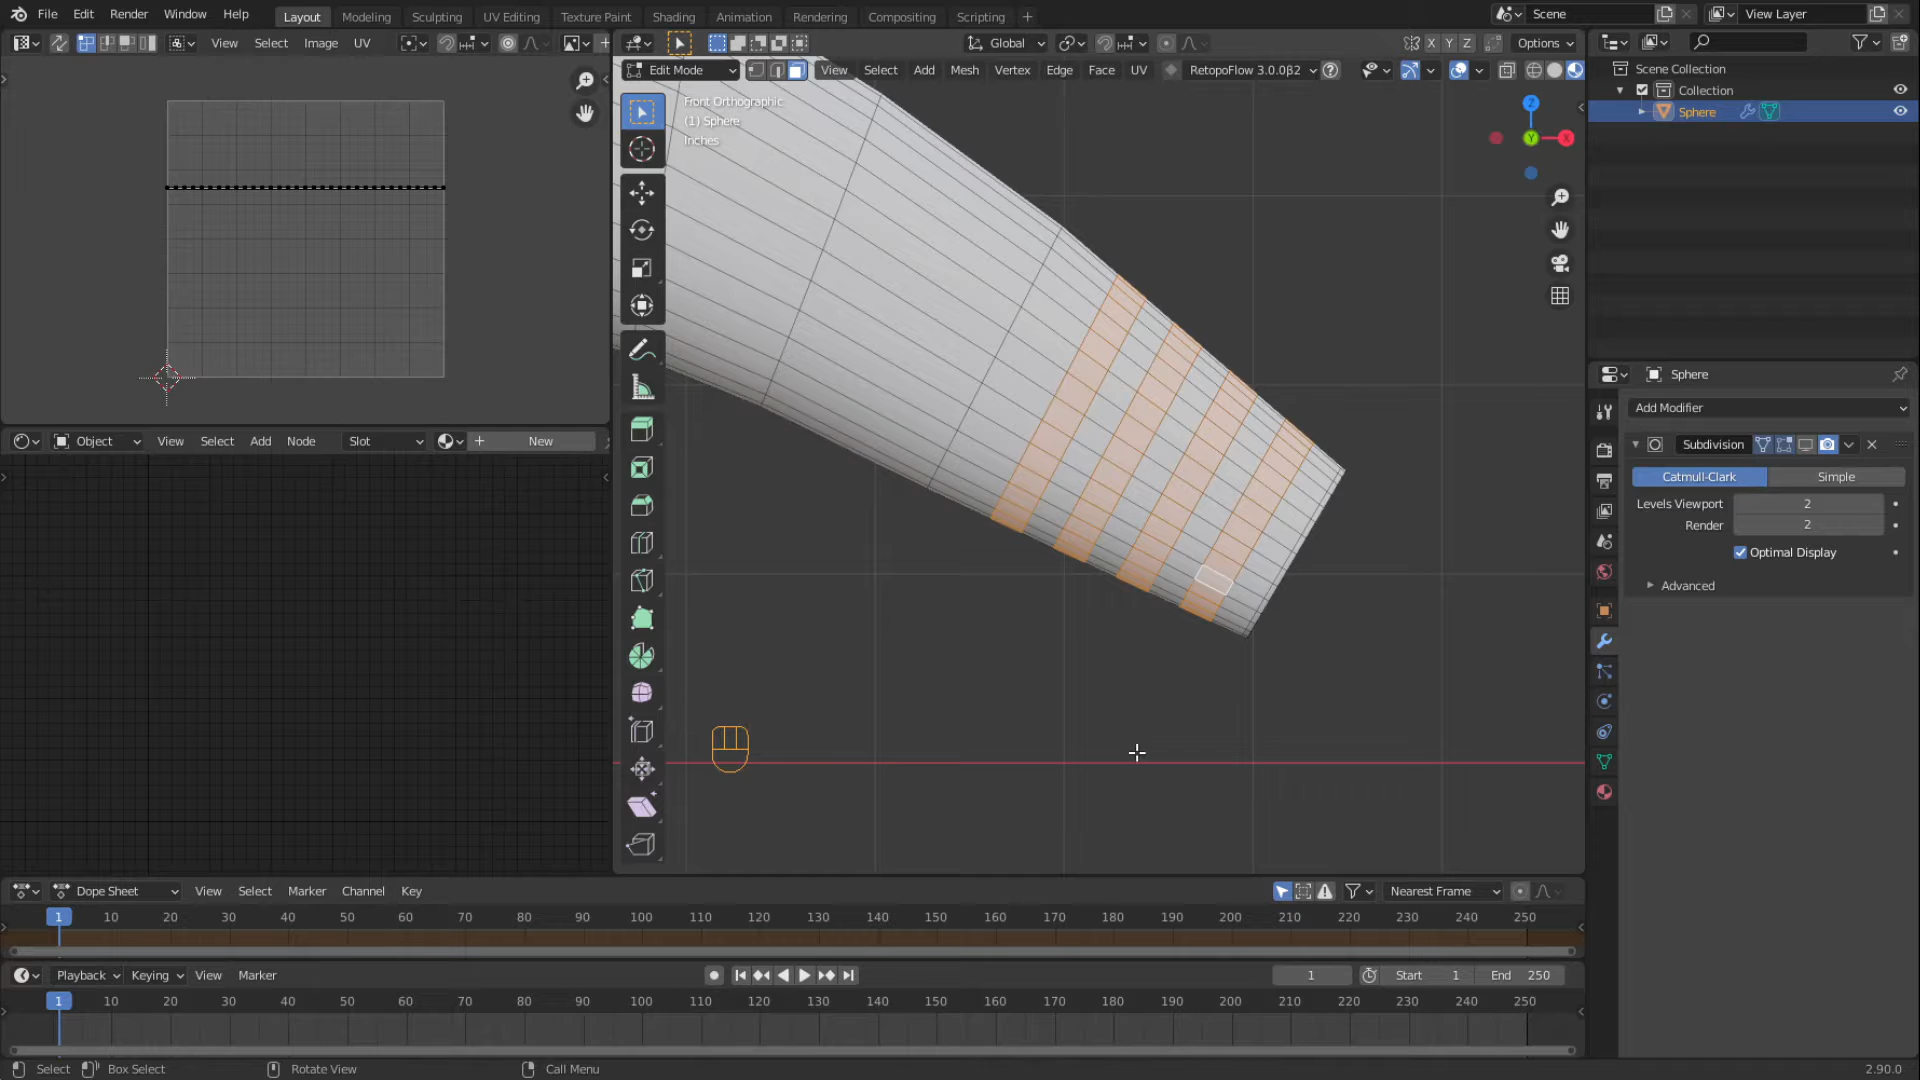 File Edit Render Window Help Layout Modeling Sculpting UV Editing Texture Paint Shading Animation Rendering Compositing Scripting + Scene View Layer
View Select Image UV Global X Y Z Options
Edit Mode View Select Add Mesh Vertex Edge Face UV RetopoFlow 3.0.0β2
Scene Collection
Collection
Sphere
Front Orthographic
(1) Sphere
Inches
Z
Y
X
Sphere
Add Modifier
Subdivision
Catmull-Clark Simple
Levels Viewport 2
Render 2
Optimal Display
Advanced
Object View Select Add Node Slot New
Dope Sheet View Select Marker Channel Key Nearest Frame
1 10 20 30 40 50 60 70 80 90 100 110 120 130 140 150 160 170 180 190 200 210 220 230 240 250
Playback Keying View Marker 1 Start 1 End 250
1 10 20 30 40 50 60 70 80 90 100 110 120 130 140 150 160 170 180 190 200 210 220 230 240 250
Select Box Select Rotate View Call Menu 2.90.0